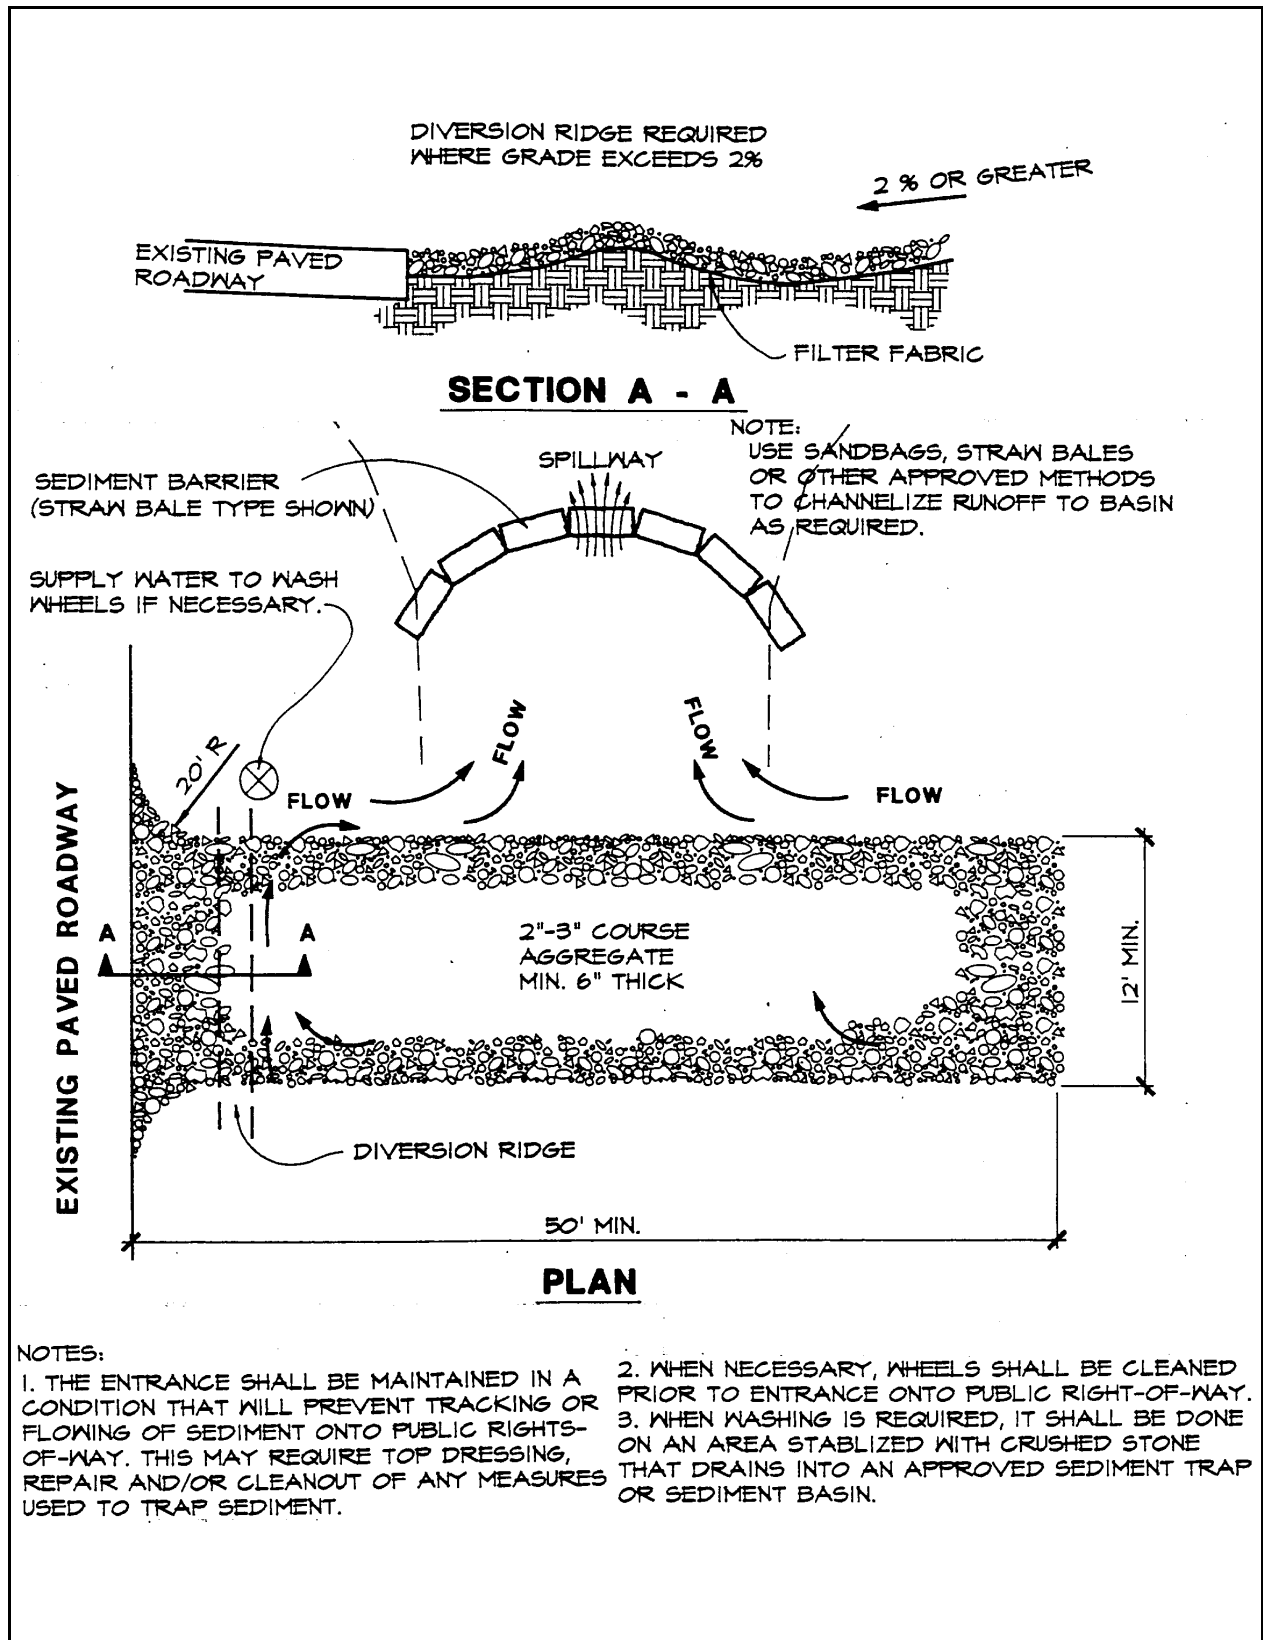 DIVERSION RIDGE REQUIRED
WHERE GRADE EXCEEDS 2%
2 % OR GREATER
EXISTING PAVED
ROADWAY
FILTER FABRIC
SECTION A - A
NOTE:
USE SANDBAGS, STRAW BALES
OR OTHER APPROVED METHODS
TO CHANNELIZE RUNOFF TO BASIN
AS REQUIRED.
SPILLWAY
SEDIMENT BARRIER
(STRAW BALE TYPE SHOWN)
SUPPLY WATER TO WASH
WHEELS IF NECESSARY.
20' R
FLOW
FLOW
FLOW
FLOW
EXISTING PAVED ROADWAY
A
A
2"-3" COURSE
AGGREGATE
MIN. 6" THICK
12' MIN.
DIVERSION RIDGE
50' MIN.
PLAN
NOTES:
1. THE ENTRANCE SHALL BE MAINTAINED IN A
CONDITION THAT WILL PREVENT TRACKING OR
FLOWING OF SEDIMENT ONTO PUBLIC RIGHTS-
OF-WAY. THIS MAY REQUIRE TOP DRESSING,
REPAIR AND/OR CLEANOUT OF ANY MEASURES
USED TO TRAP SEDIMENT.
2. WHEN NECESSARY, WHEELS SHALL BE CLEANED
PRIOR TO ENTRANCE ONTO PUBLIC RIGHT-OF-WAY.
3. WHEN WASHING IS REQUIRED, IT SHALL BE DONE
ON AN AREA STABLIZED WITH CRUSHED STONE
THAT DRAINS INTO AN APPROVED SEDIMENT TRAP
OR SEDIMENT BASIN.